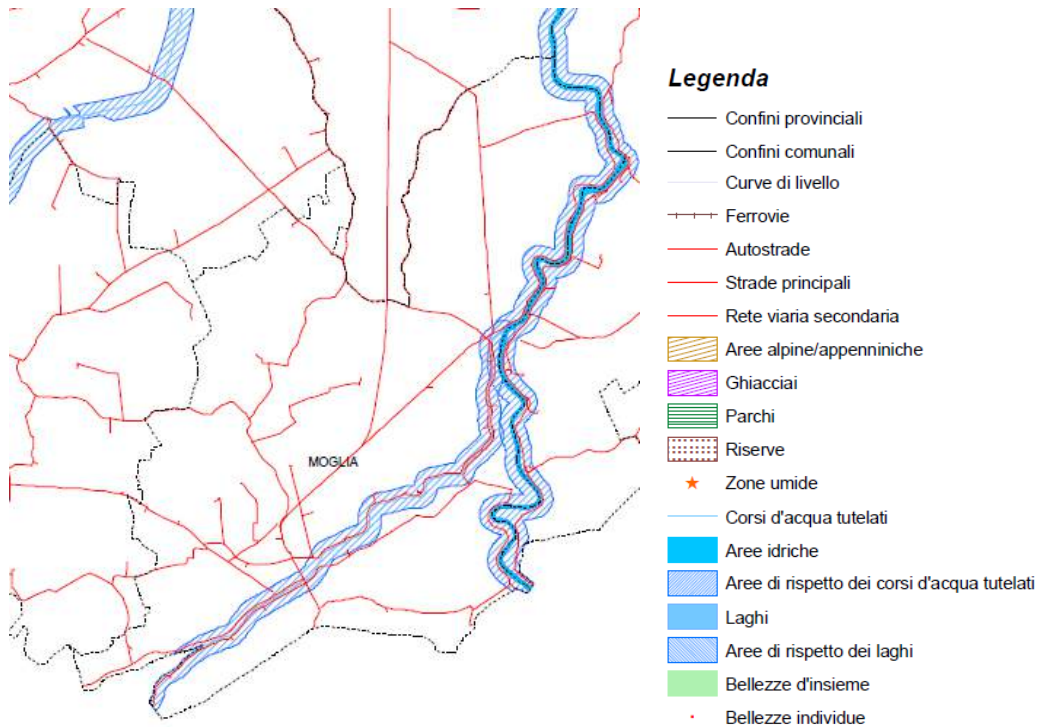 MOGLIA
Legenda
Confini provinciali
Confini comunali
Curve di livello
Ferrovie
Autostrade
Strade principali
Rete viaria secondaria
Aree alpine/appenniniche
Ghiacciai
Parchi
Riserve
Zone umide
Corsi d'acqua tutelati
Aree idriche
Aree di rispetto dei corsi d'acqua tutelati
Laghi
Aree di rispetto dei laghi
Bellezze d'insieme
Bellezze individue